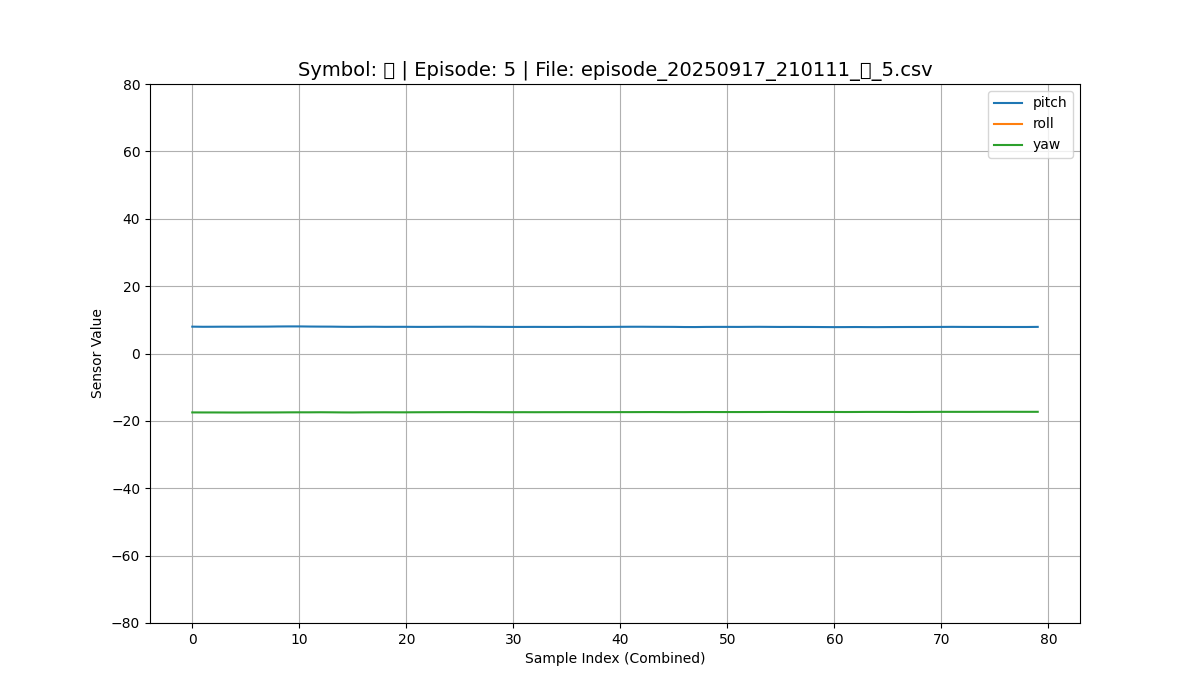 Symbol: ▯ | Episode: 5 | File: episode_20250917_210111_▯_5.csv
80
60
40
20
0
−20
−40
−60
−80
Sensor Value
pitch
roll
yaw
0 10 20 30 40 50 60 70 80
Sample Index (Combined)